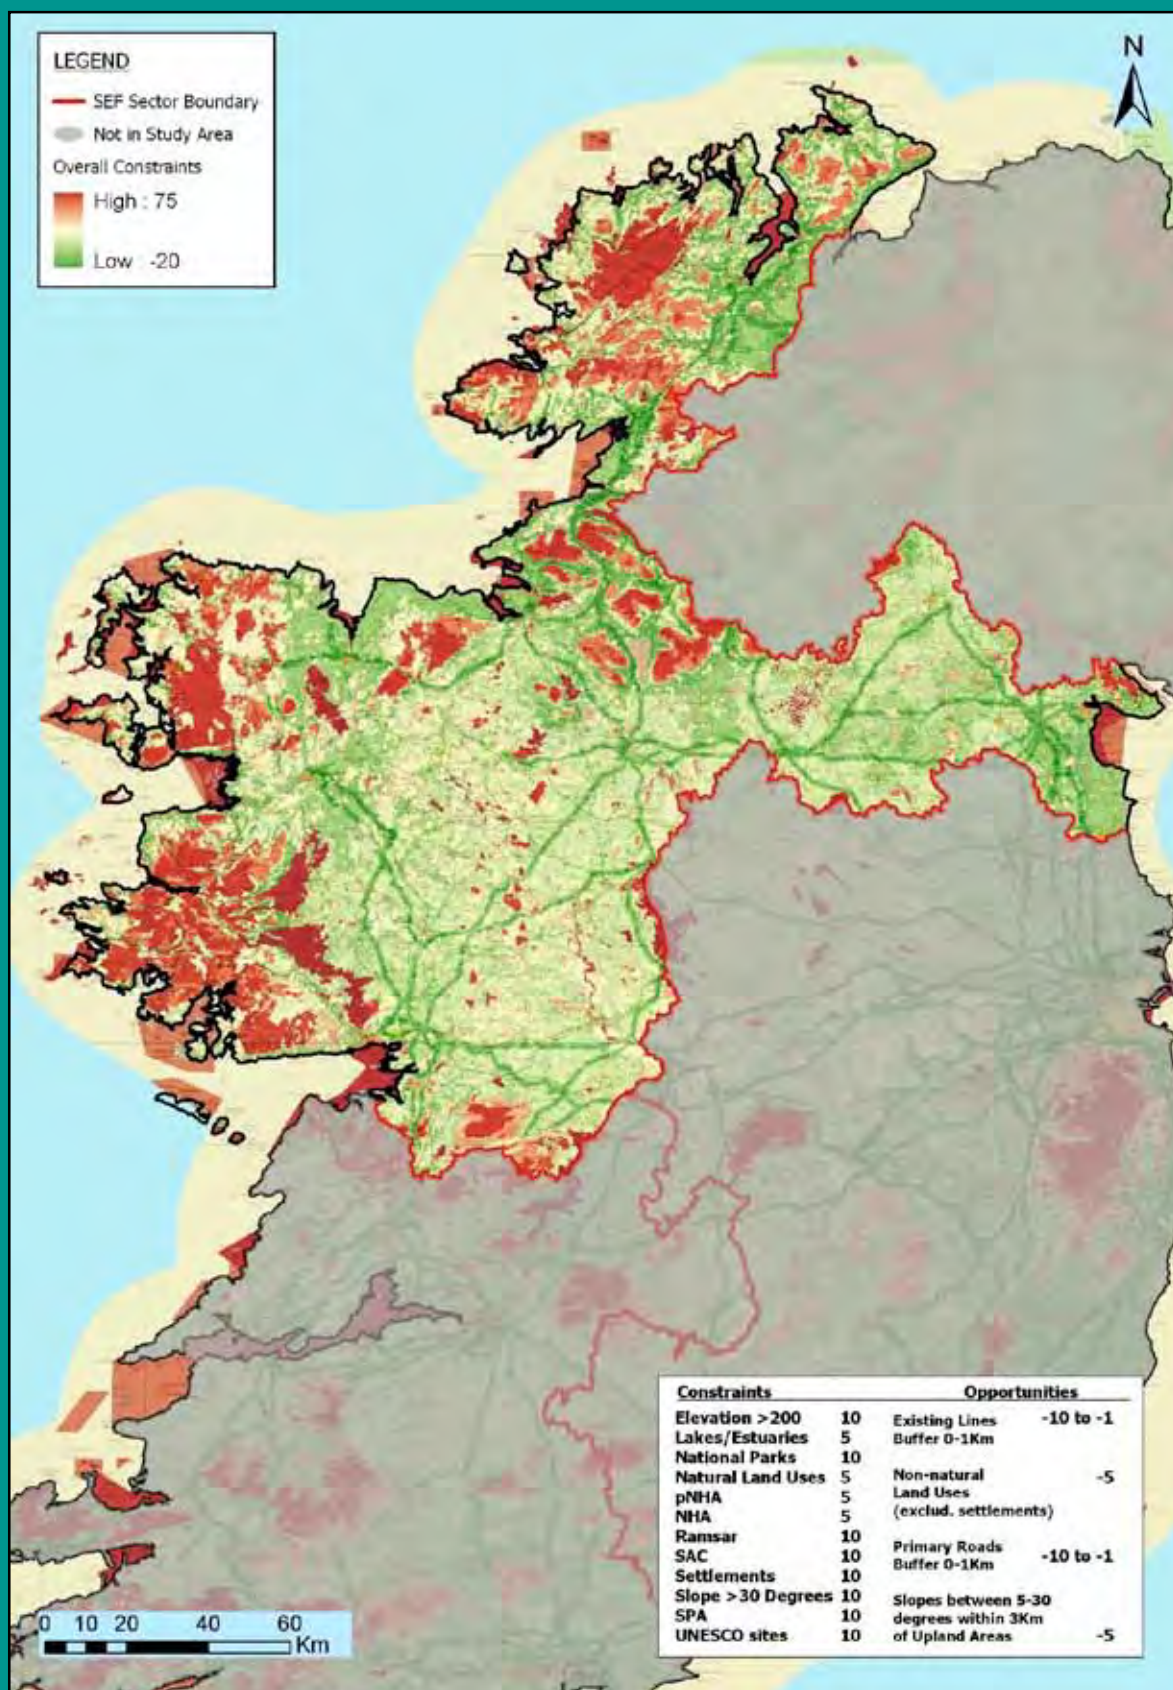 LEGEND
SEF Sector Boundary
Not in Study Area
Overall Constraints
High : 75
Low : -20
N
Constraints
Elevation >200 10
Lakes/Estuaries 5
National Parks 10
Natural Land Uses 5
pNHA 5
NHA 5
Ramsar 10
SAC 10
Settlements 10
Slope >30 Degrees 10
SPA 10
UNESCO sites 10
Opportunities
Existing Lines -10 to -1
Buffer 0-1Km
Non-natural -5
Land Uses
(exclud. settlements)
Primary Roads -10 to -1
Buffer 0-1Km
Slopes between 5-30
degrees within 3Km
of Upland Areas -5
0 10 20 40 60
Km